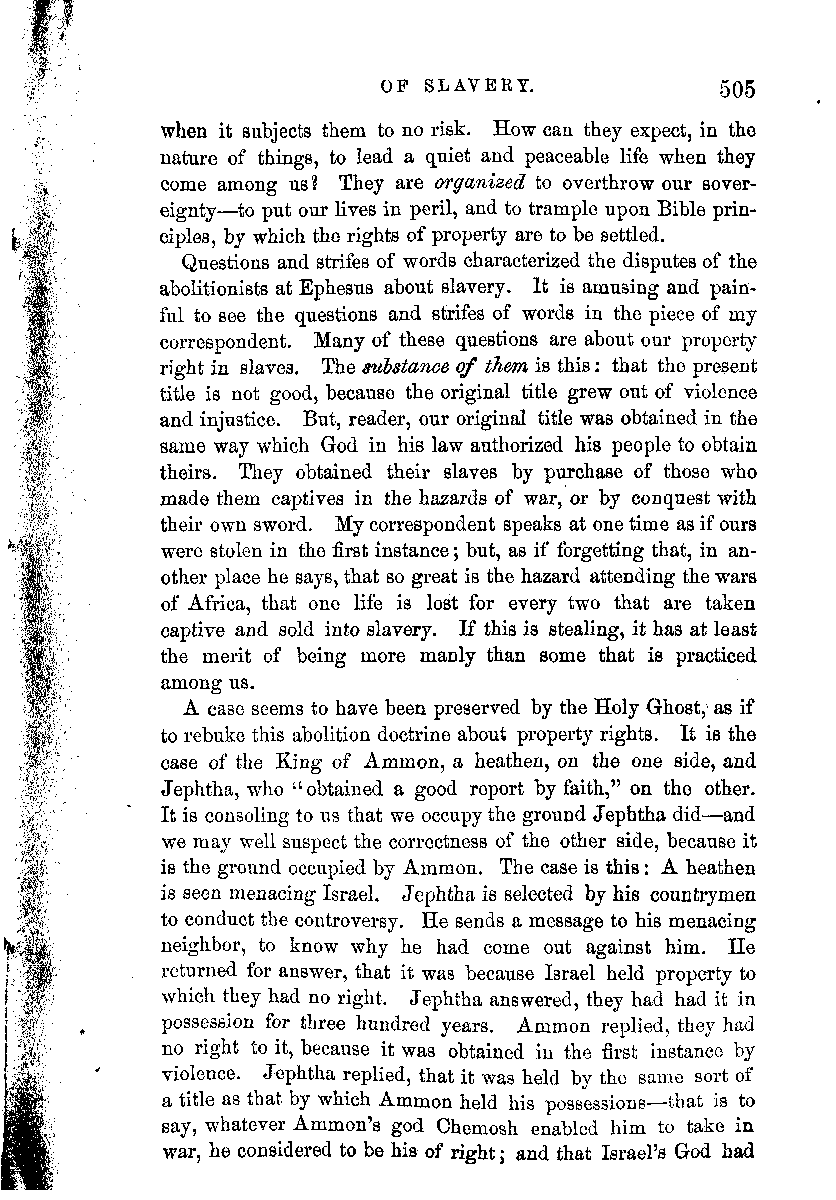 OF SLAVERY. 505
when it subjects them to no risk. How can they expect, in the
nature of things, to lead a quiet and peaceable life when they
come among us? They are organized to overthrow our sover-
eignty—to put our lives in peril, and to trample upon Bible prin-
ciples, by which the rights of property are to be settled.
Questions and strifes of words characterized the disputes of the
abolitionists at Ephesus about slavery. It is amusing and pain-
ful to see the questions and strifes of words in the piece of my
correspondent. Many of these questions are about our property
right in slaves. The substance of them is this: that the present
title is not good, because the original title grew out of violence
and injustice. But, reader, our original title was obtained in the
same way which God in his law authorized his people to obtain
theirs. They obtained their slaves by purchase of those who
made them captives in the hazards of war, or by conquest with
their own sword. My correspondent speaks at one time as if ours
were stolen in the first instance; but, as if forgetting that, in an-
other place he says, that so great is the hazard attending the wars
of Africa, that one life is lost for every two that are taken
captive and sold into slavery. If this is stealing, it has at least
the merit of being more manly than some that is practiced
among us.
A case seems to have been preserved by the Holy Ghost, as if
to rebuke this abolition doctrine about property rights. It is the
case of the King of Ammon, a heathen, on the one side, and
Jephtha, who “obtained a good report by faith,” on the other.
It is consoling to us that we occupy the ground Jephtha did—and
we may well suspect the correctness of the other side, because it
is the ground occupied by Ammon. The case is this: A heathen
is seen menacing Israel. Jephtha is selected by his countrymen
to conduct the controversy. He sends a message to his menacing
neighbor, to know why he had come out against him. He
returned for answer, that it was because Israel held property to
which they had no right. Jephtha answered, they had had it in
possession for three hundred years. Ammon replied, they had
no right to it, because it was obtained in the first instance by
violence. Jephtha replied, that it was held by the same sort of
a title as that by which Ammon held his possessions—that is to
say, whatever Ammon's god Chemosh enabled him to take in
war, he considered to be his of right; and that Israel's God had